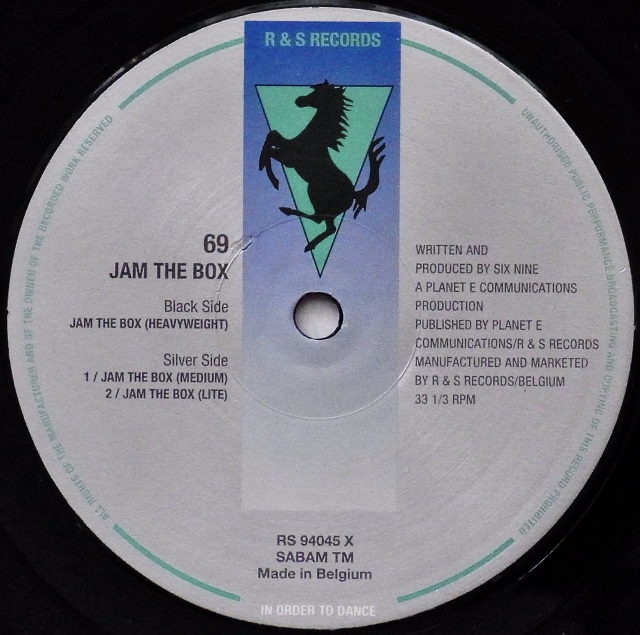 R & S RECORDS
69
JAM THE BOX
Black Side
JAM THE BOX (HEAVYWEIGHT)
Silver Side
1 / JAM THE BOX (MEDIUM)
2 / JAM THE BOX (LITE)
WRITTEN AND
PRODUCED BY SIX NINE
A PLANET E COMMUNICATIONS
PRODUCTION
PUBLISHED BY PLANET E
COMMUNICATIONS/R & S RECORDS
MANUFACTURED AND MARKETED
BY R & S RECORDS/BELGIUM
33 1/3 RPM
RS 94045 X
SABAM TM
Made in Belgium
IN ORDER TO DANCE
ALL RIGHTS OF THE MANUFACTURER AND OF THE OWNER OF THE RECORDED WORK RESERVED
UNAUTHORISED PUBLIC PERFORMANCE BROADCASTING AND COPYING OF THIS RECORD PROHIBITED